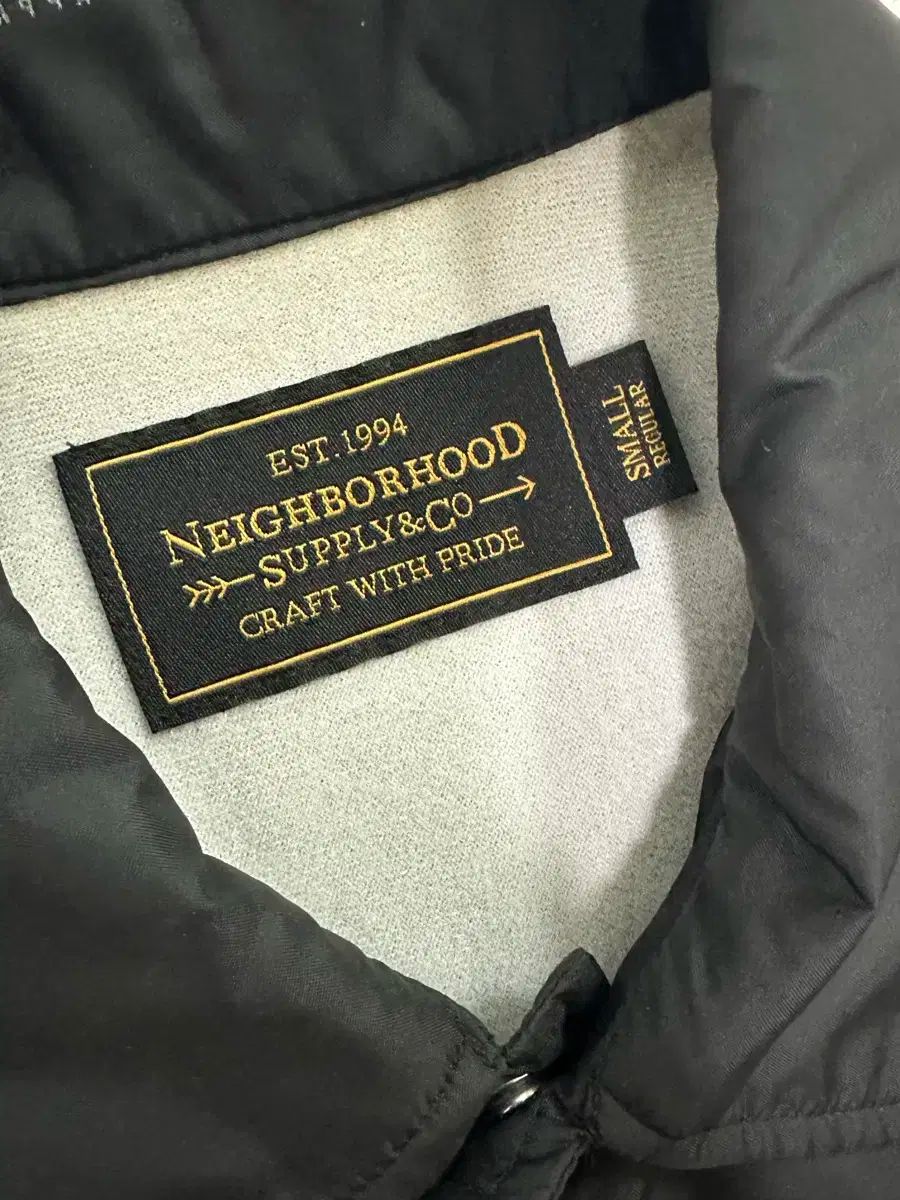 EST. 1994
NEIGHBORHOOD
SUPPLY&CO
CRAFT WITH PRIDE
SMALL
REGULAR